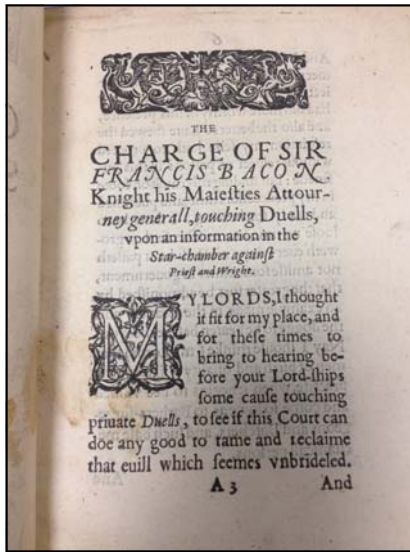 THE
CHARGE OF SIR
FRANCIS BACON.
Knight his Maiesties Attour-
ney generall, touching Duells,
vpon an information in the
Star-chamber against
Priest and Wright.
MY LORDS, I thought
it fit for my place, and
for these times to
bring to hearing be-
fore your Lord-ships
some cause touching
priuate Duells, to see if this Court can
doe any good to tame and reclaime
that euill which seemes vnbrideled.
A 3 And